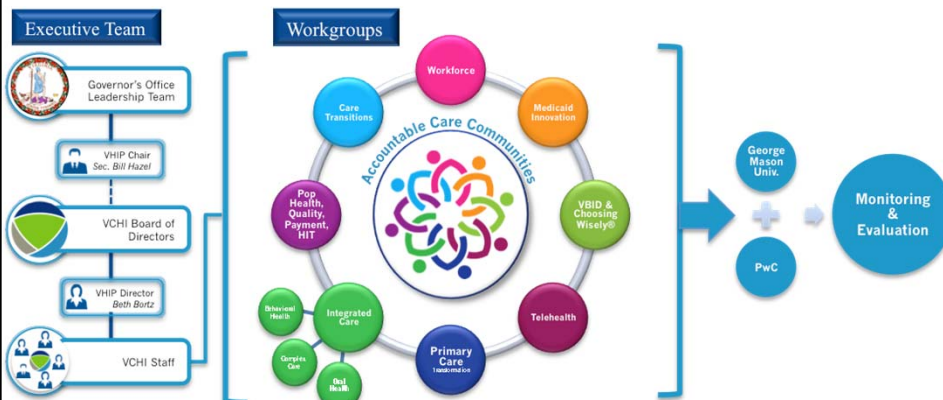 Executive Team
Governor's Office
Leadership Team
VHIP Chair
Sec. Bill Hazel
VCHI Board of
Directors
VHIP Director
Beth Bortz
VCHI Staff
Workgroups
Accountable Care Communities
Workforce
Medicaid
Innovation
VBID &
Choosing
Wisely®
Telehealth
Primary
Care
Transformation
Integrated
Care
Behavioral
Health
Complex
Care
Oral
Health
Pop
Health,
Quality,
Payment,
HIT
Care
Transitions
George
Mason
Univ.
PwC
Monitoring
&
Evaluation